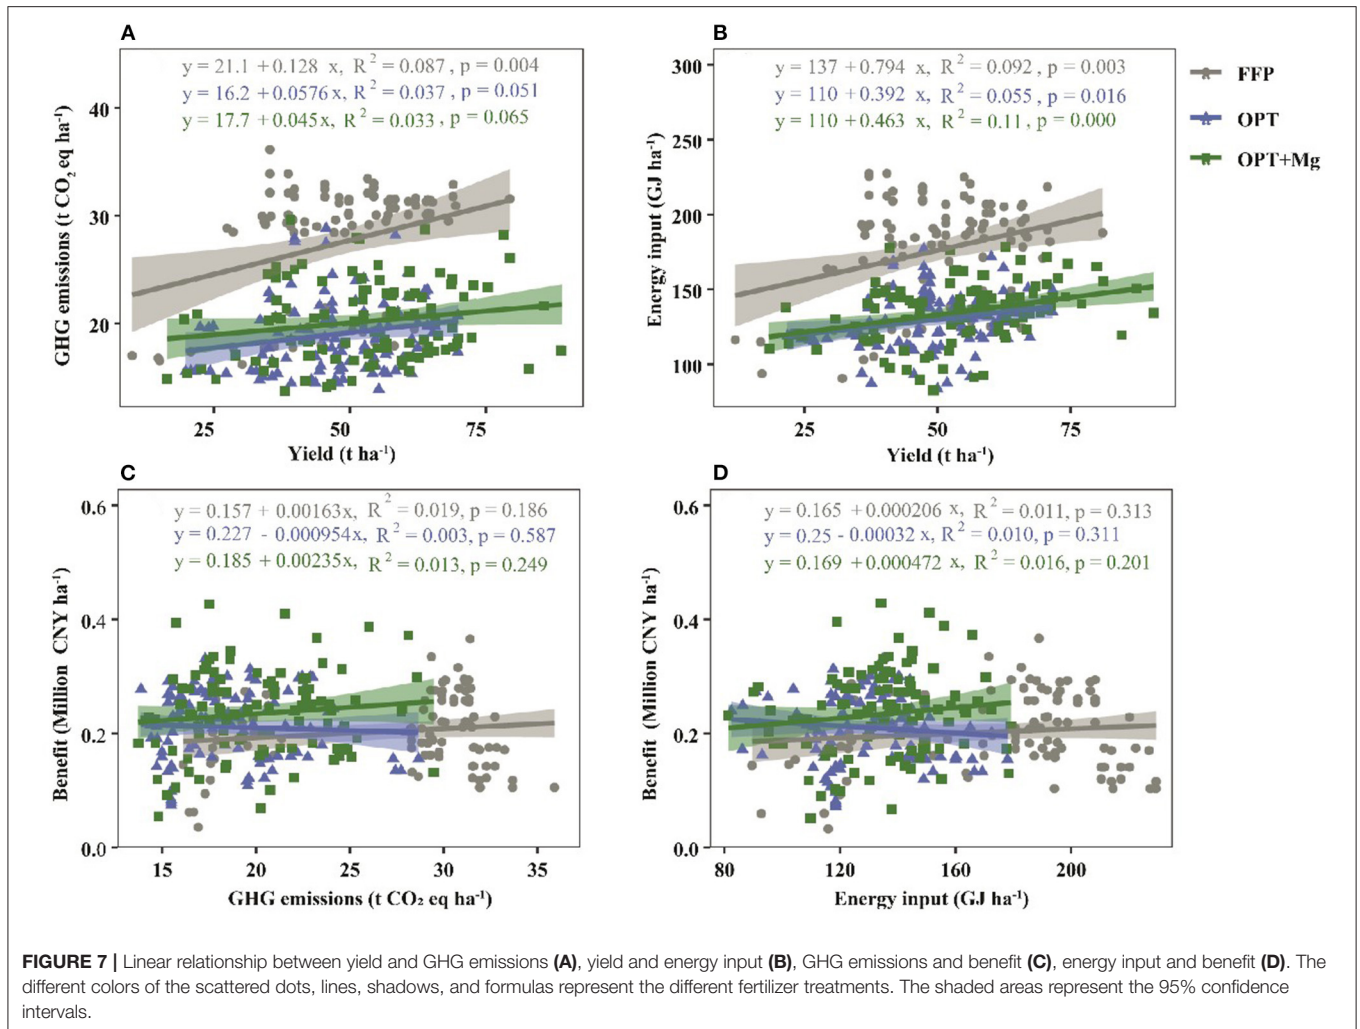 A
y = 21.1 + 0.128 x, R² = 0.087 , p = 0.004
y = 16.2 + 0.0576 x, R² = 0.037 , p = 0.051
y = 17.7 + 0.045x, R² = 0.033 , p = 0.065
40
30
20
GHG emissions (t CO₂ eq ha⁻¹)
25 50 75
Yield (t ha⁻¹)
B
y = 137 + 0.794 x, R² = 0.092, p = 0.003
y = 110 + 0.392 x, R² = 0.055 , p = 0.016
y = 110 + 0.463 x, R² = 0.11 , p = 0.000
300
250
200
150
100
Energy input (GJ ha⁻¹)
25 50 75
Yield (t ha⁻¹)
FFP
OPT
OPT+Mg
C
y = 0.157 + 0.00163x, R² = 0.019, p = 0.186
y = 0.227 - 0.000954x, R² = 0.003, p = 0.587
y = 0.185 + 0.00235x, R² = 0.013, p = 0.249
0.6
0.4
0.2
0.0
Benefit (Million CNY ha⁻¹)
15 20 25 30 35
GHG emissions (t CO₂ eq ha⁻¹)
D
y = 0.165 + 0.000206 x, R² = 0.011, p = 0.313
y = 0.25 - 0.00032 x, R² = 0.010, p = 0.311
y = 0.169 + 0.000472 x, R² = 0.016, p = 0.201
0.6
0.4
0.2
0.0
Benefit (Million CNY ha⁻¹)
80 120 160 200
Energy input (GJ ha⁻¹)
FIGURE 7 | Linear relationship between yield and GHG emissions (A), yield and energy input (B), GHG emissions and benefit (C), energy input and benefit (D). The
different colors of the scattered dots, lines, shadows, and formulas represent the different fertilizer treatments. The shaded areas represent the 95% confidence
intervals.